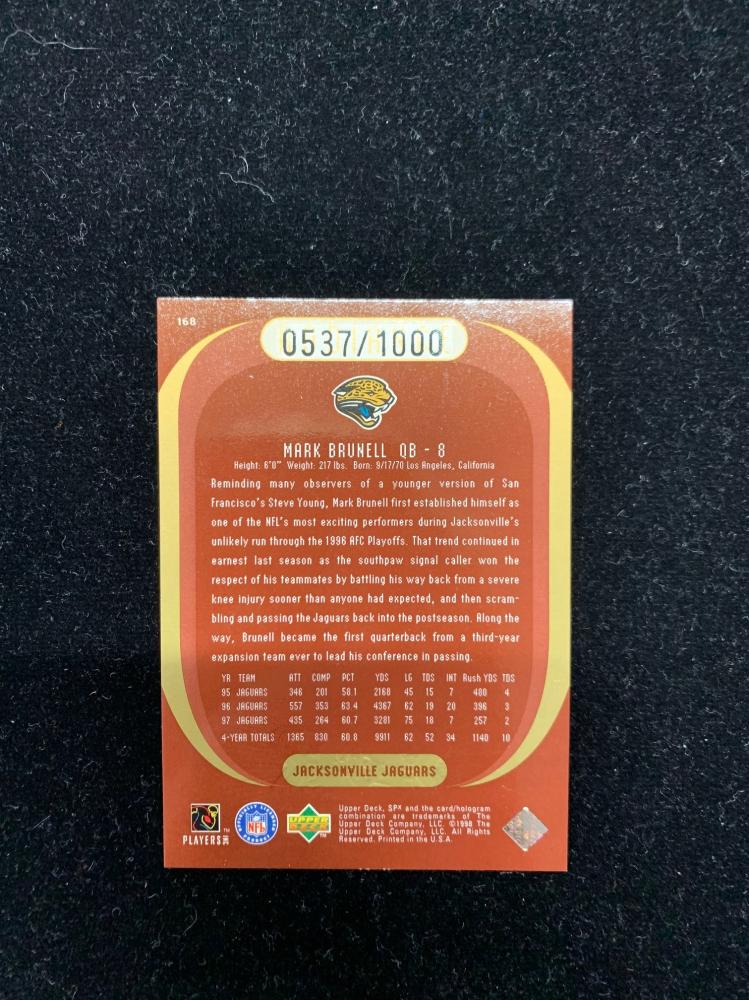 168
0537/1000
MARK BRUNELL QB - 8
Height: 6'0" Weight: 217 lbs. Born: 9/17/70 Los Angeles, California
Reminding many observers of a younger version of San
Francisco's Steve Young, Mark Brunell first established himself as
one of the NFL's most exciting performers during Jacksonville's
unlikely run through the 1996 AFC Playoffs. That trend continued in
earnest last season as the southpaw signal caller won the
respect of his teammates by battling his way back from a severe
knee injury sooner than anyone had expected, and then scram-
bling and passing the Jaguars back into the postseason. Along the
way, Brunell became the first quarterback from a third-year
expansion team ever to lead his conference in passing.
YR TEAM ATT COMP PCT YDS LG TDS INT Rush YDS TDS
95 JAGUARS 346 201 58.1 2168 45 15 7 480 4
96 JAGUARS 557 353 63.4 4367 62 19 20 396 3
97 JAGUARS 435 264 60.7 3281 75 18 7 257 2
4-YEAR TOTALS 1365 830 60.8 9911 62 52 34 1140 10
JACKSONVILLE JAGUARS
PLAYERS INC ™
NFL
UPPER DECK ™
Upper Deck, SPx and the card/hologram
combination are trademarks of The
Upper Deck Company, LLC. ©1998 The
Upper Deck Company, LLC. All Rights
Reserved. Printed in the U.S.A.